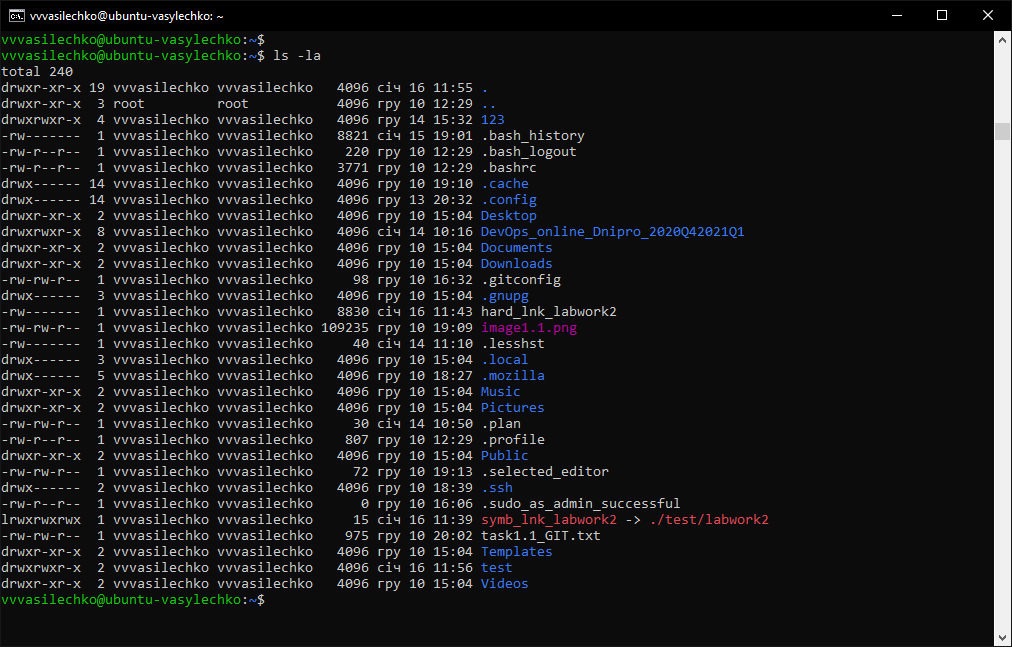 vvvasilechko@ubuntu-vasylechko: ~
vvvasilechko@ubuntu-vasylechko:~$
vvvasilechko@ubuntu-vasylechko:~$ ls -la
total 240
drwxr-xr-x 19 vvvasilechko vvvasilechko   4096 січ 16 11:55 .
drwxr-xr-x  3 root         root           4096 гру 10 12:29 ..
drwxrwxr-x  4 vvvasilechko vvvasilechko   4096 гру 14 15:32 123
-rw-------  1 vvvasilechko vvvasilechko   8821 січ 15 19:01 .bash_history
-rw-r--r--  1 vvvasilechko vvvasilechko    220 гру 10 12:29 .bash_logout
-rw-r--r--  1 vvvasilechko vvvasilechko   3771 гру 10 12:29 .bashrc
drwx------ 14 vvvasilechko vvvasilechko   4096 гру 10 19:10 .cache
drwx------ 14 vvvasilechko vvvasilechko   4096 гру 13 20:32 .config
drwxr-xr-x  2 vvvasilechko vvvasilechko   4096 гру 10 15:04 Desktop
drwxrwxr-x  8 vvvasilechko vvvasilechko   4096 січ 14 10:16 DevOps_online_Dnipro_2020Q42021Q1
drwxr-xr-x  2 vvvasilechko vvvasilechko   4096 гру 10 15:04 Documents
drwxr-xr-x  2 vvvasilechko vvvasilechko   4096 гру 10 15:04 Downloads
-rw-rw-r--  1 vvvasilechko vvvasilechko     98 гру 10 16:32 .gitconfig
drwx------  3 vvvasilechko vvvasilechko   4096 гру 10 15:04 .gnupg
-rw-------  1 vvvasilechko vvvasilechko   8830 січ 16 11:43 hard_lnk_labwork2
-rw-rw-r--  1 vvvasilechko vvvasilechko 109235 гру 10 19:09 image1.1.png
-rw-------  1 vvvasilechko vvvasilechko     40 січ 14 11:10 .lesshst
drwx------  3 vvvasilechko vvvasilechko   4096 гру 10 15:04 .local
drwx------  5 vvvasilechko vvvasilechko   4096 гру 10 18:27 .mozilla
drwxr-xr-x  2 vvvasilechko vvvasilechko   4096 гру 10 15:04 Music
drwxr-xr-x  2 vvvasilechko vvvasilechko   4096 гру 10 15:04 Pictures
-rw-rw-r--  1 vvvasilechko vvvasilechko     30 січ 14 10:50 .plan
-rw-r--r--  1 vvvasilechko vvvasilechko    807 гру 10 12:29 .profile
drwxr-xr-x  2 vvvasilechko vvvasilechko   4096 гру 10 15:04 Public
-rw-rw-r--  1 vvvasilechko vvvasilechko     72 гру 10 19:13 .selected_editor
drwx------  2 vvvasilechko vvvasilechko   4096 гру 10 18:39 .ssh
-rw-r--r--  1 vvvasilechko vvvasilechko      0 гру 10 16:06 .sudo_as_admin_successful
lrwxrwxrwx  1 vvvasilechko vvvasilechko     15 січ 16 11:39 symb_lnk_labwork2 -> ./test/labwork2
-rw-rw-r--  1 vvvasilechko vvvasilechko    975 гру 10 20:02 task1.1_GIT.txt
drwxr-xr-x  2 vvvasilechko vvvasilechko   4096 гру 10 15:04 Templates
drwxrwxr-x  2 vvvasilechko vvvasilechko   4096 січ 16 11:56 test
drwxr-xr-x  2 vvvasilechko vvvasilechko   4096 гру 10 15:04 Videos
vvvasilechko@ubuntu-vasylechko:~$